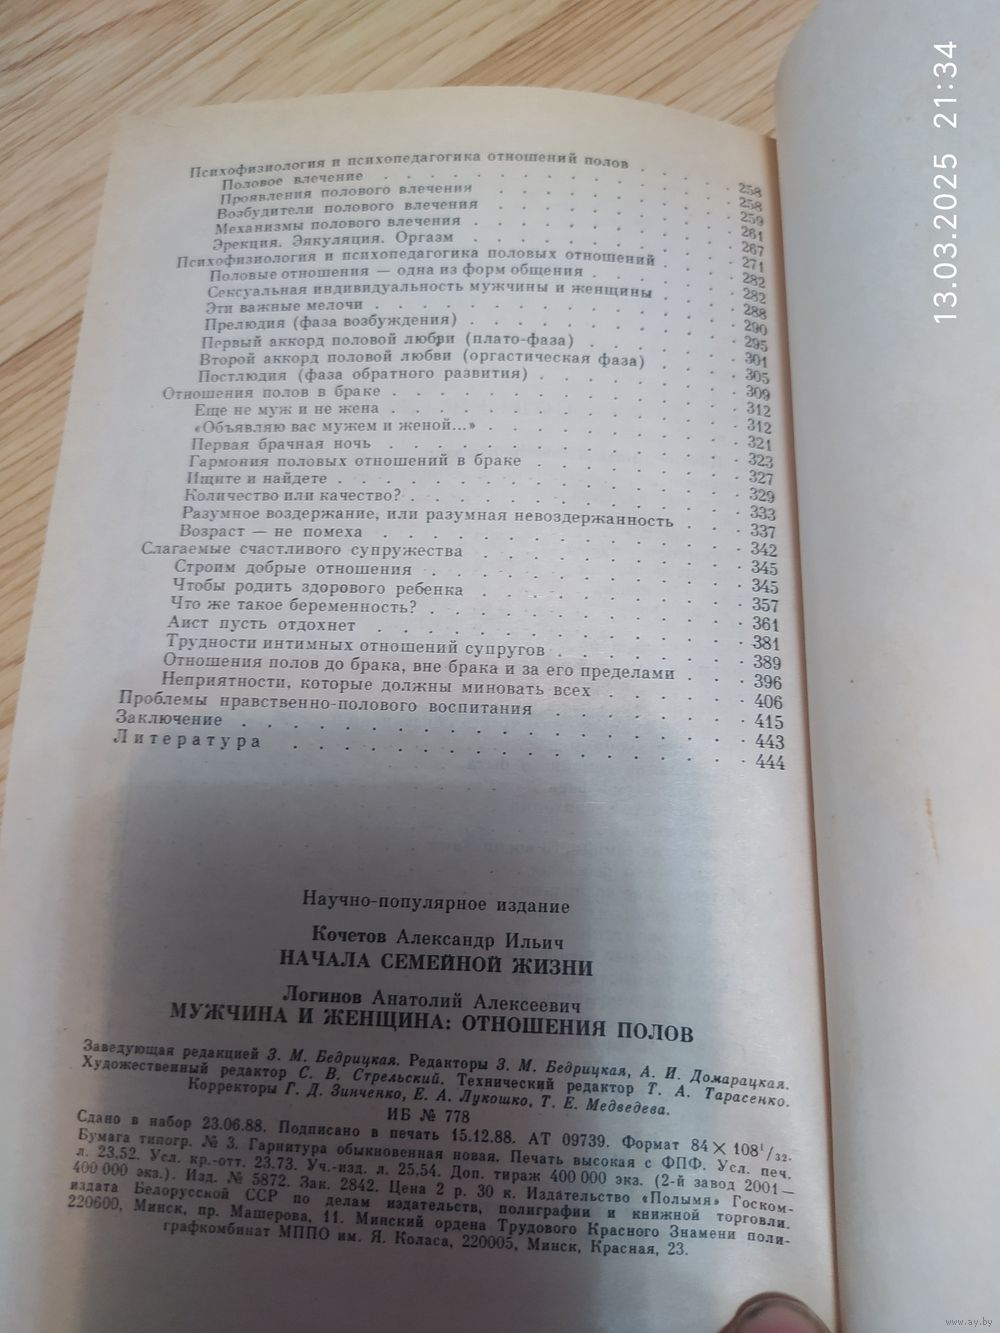 Психофизиология и психопедагогика отношений полов . . . . 258
Половое влечение . . . . 258
Проявления полового влечения . . . . 259
Возбудители полового влечения . . . . 261
Механизмы полового влечения . . . . 267
Эрекция. Эякуляция. Оргазм . . . . 271
Психофизиология и психопедагогика половых отношений . . . . 282
Половые отношения — одна из форм общения . . . . 282
Сексуальная индивидуальность мужчины и женщины . . . . 288
Эти важные мелочи . . . . 290
Прелюдия (фаза возбуждения) . . . . 295
Первый аккорд половой любви (плато-фаза) . . . . 301
Второй аккорд половой любви (оргастическая фаза) . . . . 305
Постлюдия (фаза обратного развития) . . . . 309
Отношения полов в браке . . . . 312
Еще не муж и не жена . . . . 312
«Объявляю вас мужем и женой...» . . . . 321
Первая брачная ночь . . . . 323
Гармония половых отношений в браке . . . . 327
Ищите и найдете . . . . 329
Количество или качество? . . . . 333
Разумное воздержание, или разумная невоздержанность . . . . 337
Возраст — не помеха . . . . 342
Слагаемые счастливого супружества . . . . 345
Строим добрые отношения . . . . 345
Чтобы родить здорового ребенка . . . . 357
Что же такое беременность? . . . . 361
Аист пусть отдохнет . . . . 381
Трудности интимных отношений супругов . . . . 389
Отношения полов до брака, вне брака и за его пределами . . . . 396
Неприятности, которые должны миновать всех . . . . 406
Проблемы нравственно-полового воспитания . . . . 415
Заключение . . . . 443
Литература . . . . 444
Научно-популярное издание
Кочетов Александр Ильич
НАЧАЛА СЕМЕЙНОЙ ЖИЗНИ
Логинов Анатолий Алексеевич
МУЖЧИНА И ЖЕНЩИНА: ОТНОШЕНИЯ ПОЛОВ
Заведующая редакцией З. М. Бедрицкая. Редакторы З. М. Бедрицкая, А. И. Домарацкая.
Художественный редактор С. В. Стрельский. Технический редактор Т. А. Тарасенко.
Корректоры Г. Д. Зинченко, Е. А. Лукошко, Т. Е. Медведева.
ИБ № 778
Сдано в набор 23.06.88. Подписано в печать 15.12.88. АТ 09739. Формат 84×108¹/₃₂.
Бумага типогр. № 3. Гарнитура обыкновенная новая. Печать высокая с ФПФ. Усл. печ.
л. 23,52. Усл. кр.-отт. 23.73. Уч.-изд. л. 25,54. Доп. тираж 400 000 экз. (2-й завод 2001—
400 000 экз.). Изд. № 5872. Зак. 2842. Цена 2 р. 30 к. Издательство «Полымя» Госком-
издата Белорусской ССР по делам издательств, полиграфии и книжной торговли.
220600, Минск, пр. Машерова, 11. Минский ордена Трудового Красного Знамени поли-
графкомбинат МППО им. Я. Коласа, 220005, Минск, Красная, 23.
13.03.2025 21:34
www.ay.by